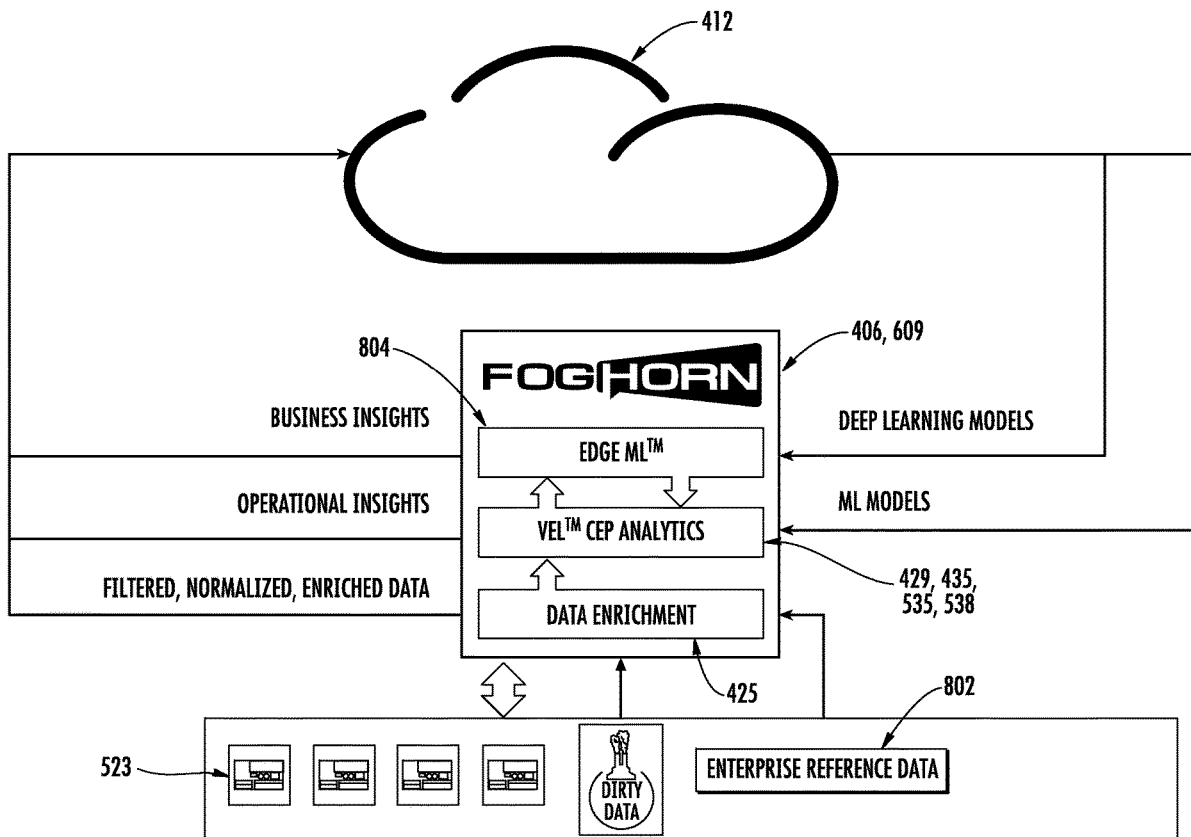 412
406, 609
804
FOGHORN
BUSINESS INSIGHTS
DEEP LEARNING MODELS
EDGE ML™
OPERATIONAL INSIGHTS
ML MODELS
VEL™ CEP ANALYTICS
FILTERED, NORMALIZED, ENRICHED DATA
429, 435,
535, 538
DATA ENRICHMENT
425
802
523
DIRTY
DATA
ENTERPRISE REFERENCE DATA